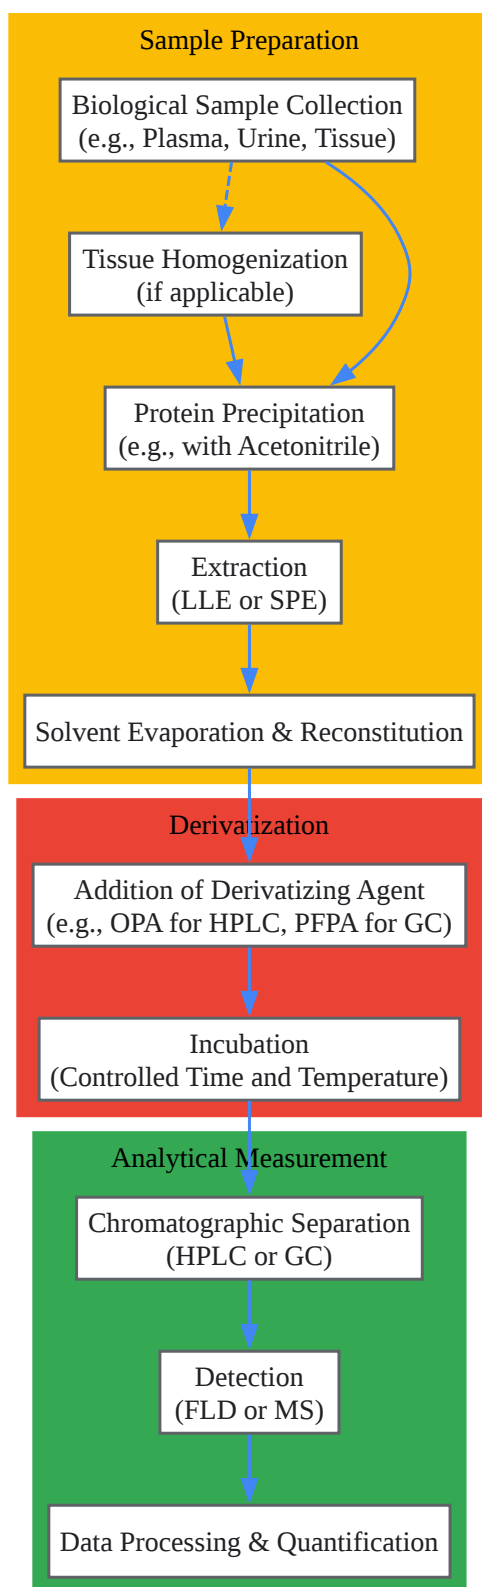 Sample Preparation
Biological Sample Collection
(e.g., Plasma, Urine, Tissue)
Tissue Homogenization
(if applicable)
Protein Precipitation
(e.g., with Acetonitrile)
Extraction
(LLE or SPE)
Solvent Evaporation & Reconstitution
Derivatization
Addition of Derivatizing Agent
(e.g., OPA for HPLC, PFPA for GC)
Incubation
(Controlled Time and Temperature)
Analytical Measurement
Chromatographic Separation
(HPLC or GC)
Detection
(FLD or MS)
Data Processing & Quantification